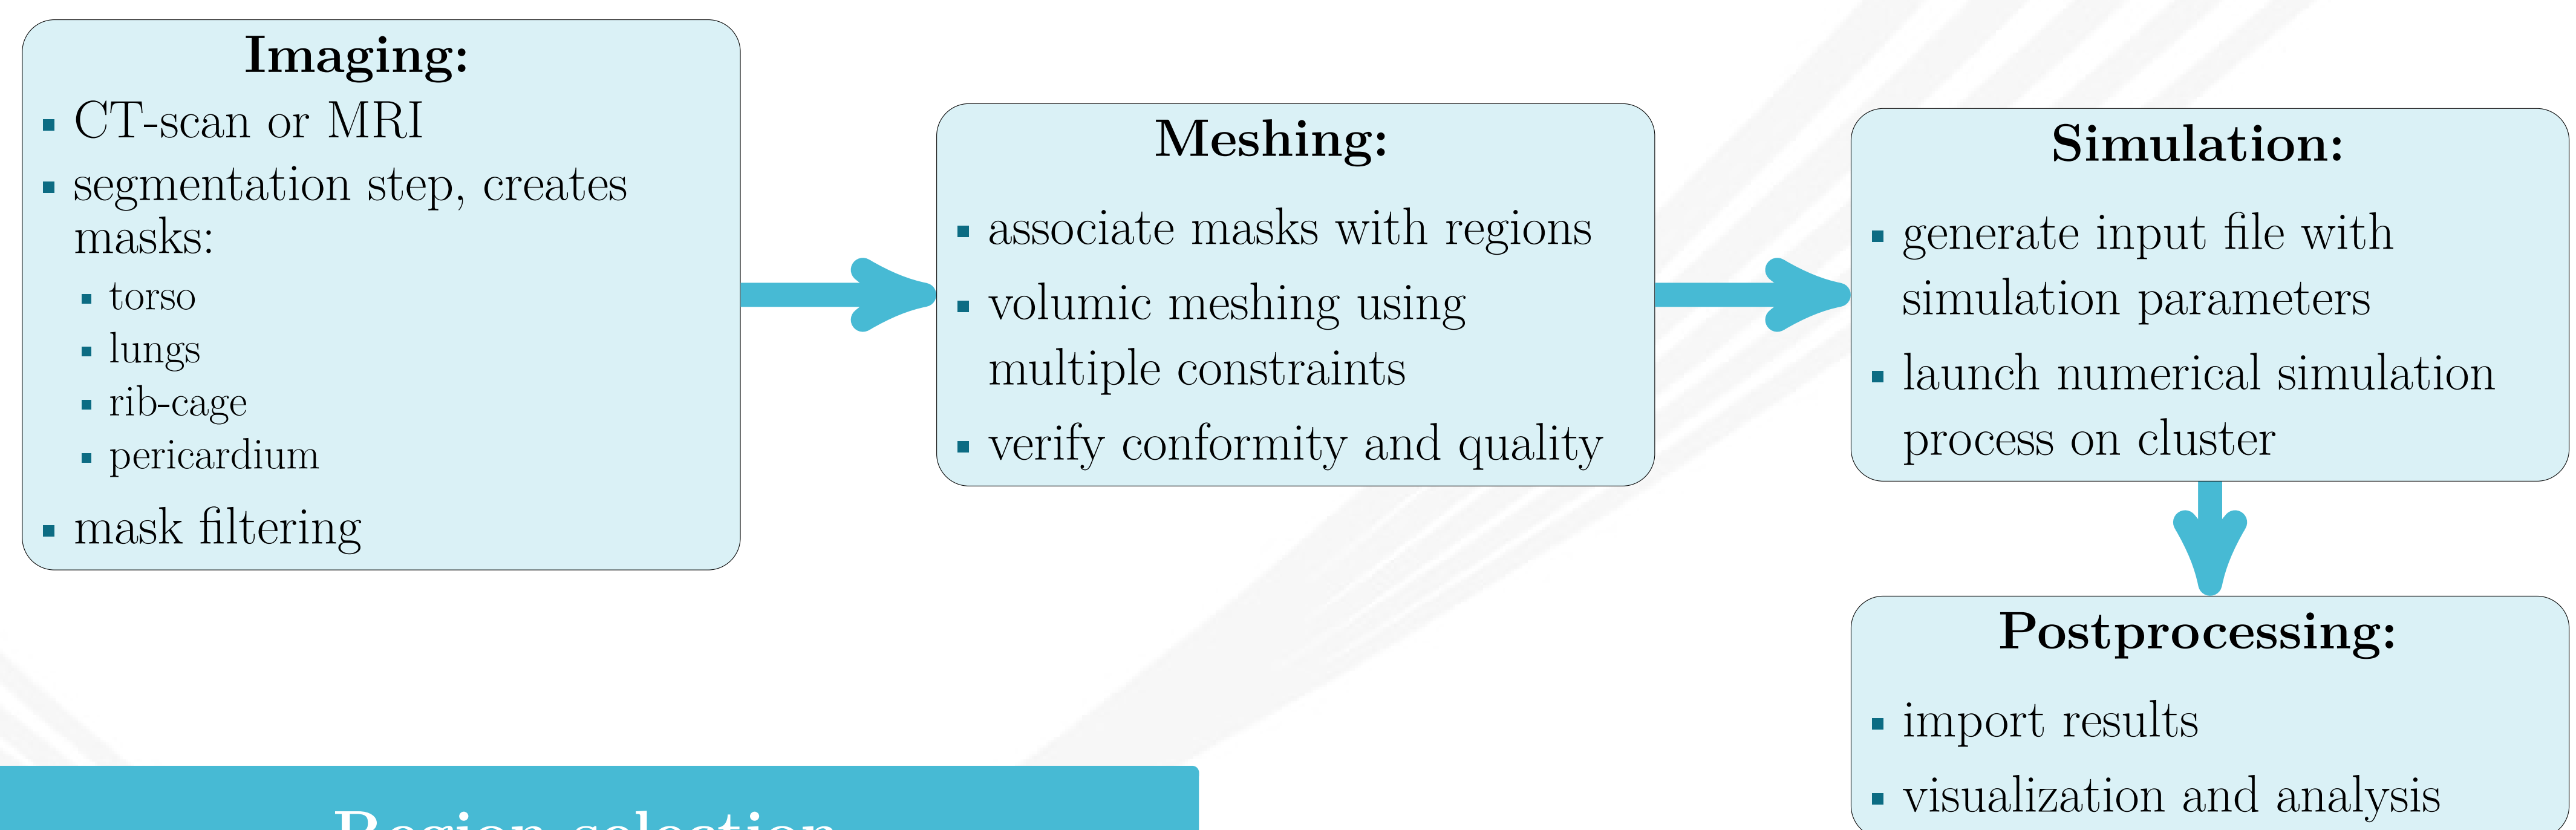 Imaging:
CT-scan or MRI
segmentation step, creates
masks:
torso
lungs
rib-cage
pericardium
mask filtering
Meshing:
associate masks with regions
volumic meshing using
multiple constraints
verify conformity and quality
Simulation:
generate input file with
simulation parameters
launch numerical simulation
process on cluster
Postprocessing:
import results
visualization and analysis
Region selection